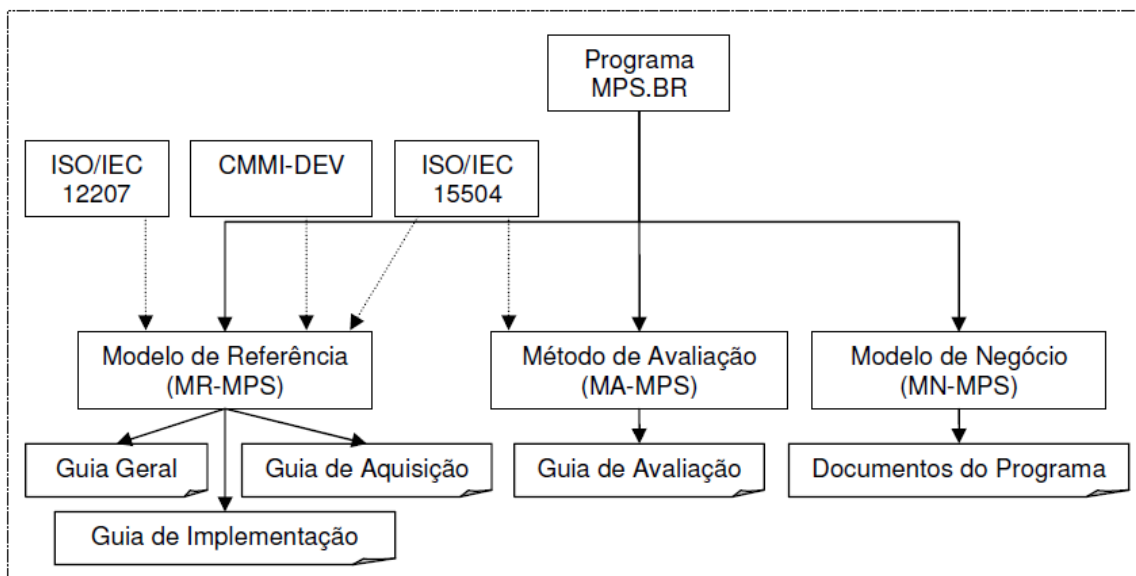 Programa
MPS.BR
ISO/IEC
12207
CMMI-DEV
ISO/IEC
15504
Modelo de Referência
(MR-MPS)
Método de Avaliação
(MA-MPS)
Modelo de Negócio
(MN-MPS)
Guia Geral
Guia de Aquisição
Guia de Avaliação
Documentos do Programa
Guia de Implementação